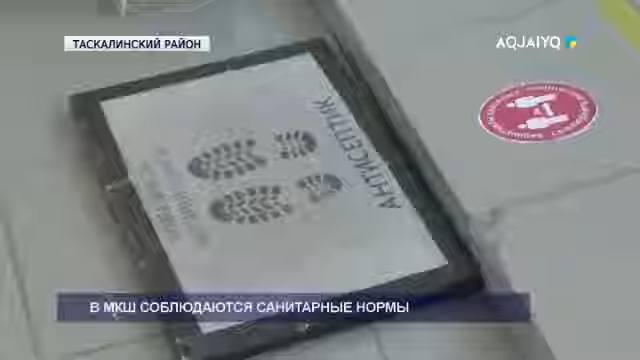 ТАСКАЛИНСКИЙ РАЙОН
AQJAIYQ
АНТИСЕПТИК
В МКШ СОБЛЮДАЮТСЯ САНИТАРНЫЕ НОРМЫ